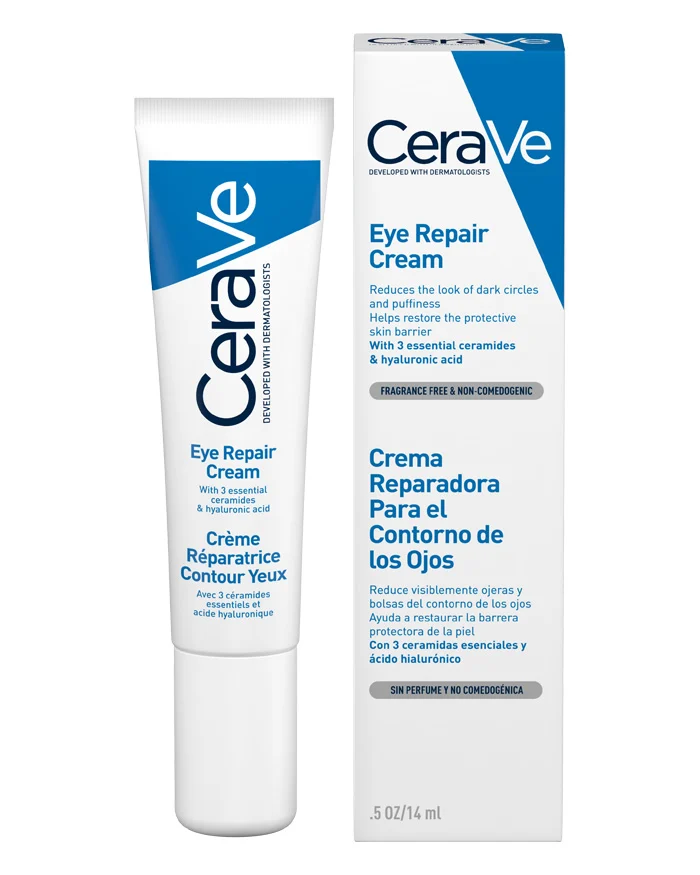 CeraVe
DEVELOPED WITH DERMATOLOGISTS
Eye Repair
Cream
With 3 essential
ceramides
& hyaluronic acid
Crème
Réparatrice
Contour Yeux
Avec 3 céramides
essentiels et
acide hyaluronique
CeraVe
CeraVe
DEVELOPED WITH DERMATOLOGISTS
Eye Repair
Cream
Reduces the look of dark circles
and puffiness
Helps restore the protective
skin barrier
With 3 essential ceramides
& hyaluronic acid
FRAGRANCE FREE & NON-COMEDOGENIC
Crema
Reparadora
Para el
Contorno de
los Ojos
Reduce visiblemente ojeras y
bolsas del contorno de los ojos
Ayuda a restaurar la barrera
protectora de la piel
Con 3 ceramidas esenciales y
ácido hialurónico
SIN PERFUME Y NO COMEDOGÉNICA
.5 OZ/14 ml